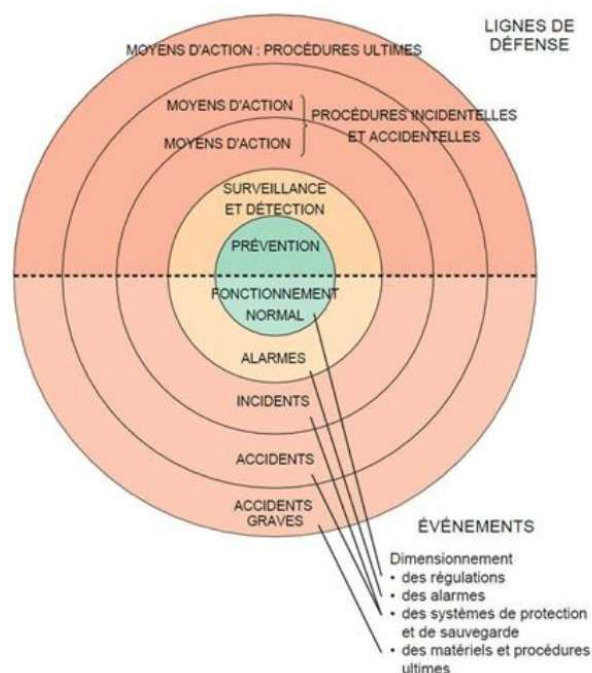 LIGNES DE
DÉFENSE
MOYENS D'ACTION : PROCÉDURES ULTIMES
MOYENS D'ACTION
PROCÉDURES INCIDENTELLES
ET ACCIDENTELLES
MOYENS D'ACTION
SURVEILLANCE
ET DÉTECTION
PRÉVENTION
FONCTIONNEMENT
NORMAL
ALARMES
INCIDENTS
ACCIDENTS
ACCIDENTS
GRAVES
ÉVÉNEMENTS
Dimensionnement
• des régulations
• des alarmes
• des systèmes de protection
et de sauvegarde
• des matériels et procédures
ultimes